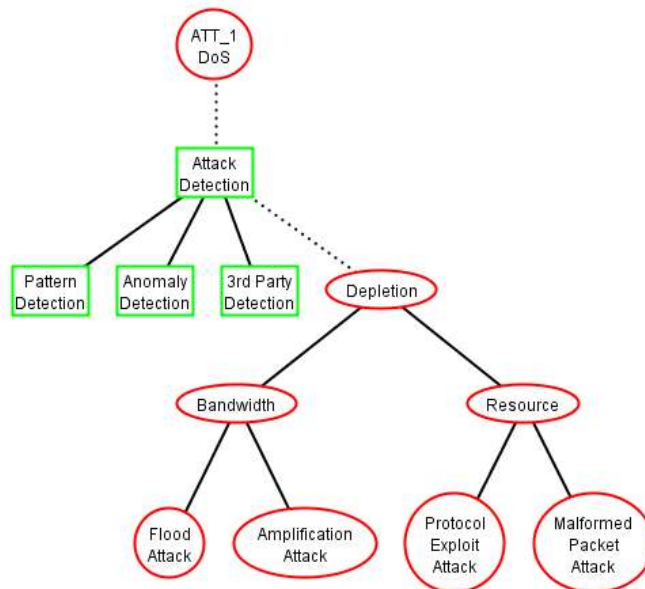 ATT_1
DoS
Attack
Detection
Pattern
Detection
Anomaly
Detection
3rd Party
Detection
Depletion
Bandwidth
Resource
Flood
Attack
Amplification
Attack
Protocol
Exploit
Attack
Malformed
Packet
Attack